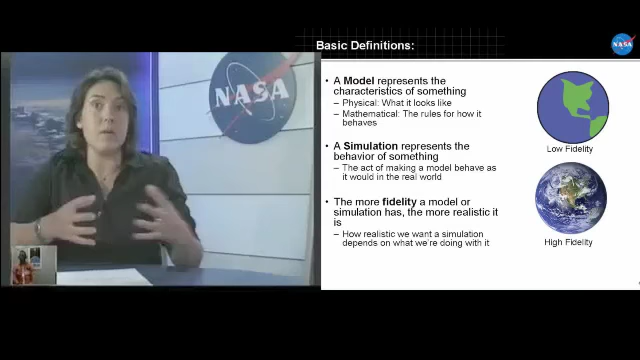 Basic Definitions:
NASA
NASA
• A Model represents the
characteristics of something
– Physical: What it looks like
– Mathematical: The rules for how it
behaves
• A Simulation represents the
behavior of something
– The act of making a model behave as
it would in the real world
• The more fidelity a model or
simulation has, the more realistic it
is
– How realistic we want a simulation
depends on what we're doing with it
Low Fidelity
High Fidelity